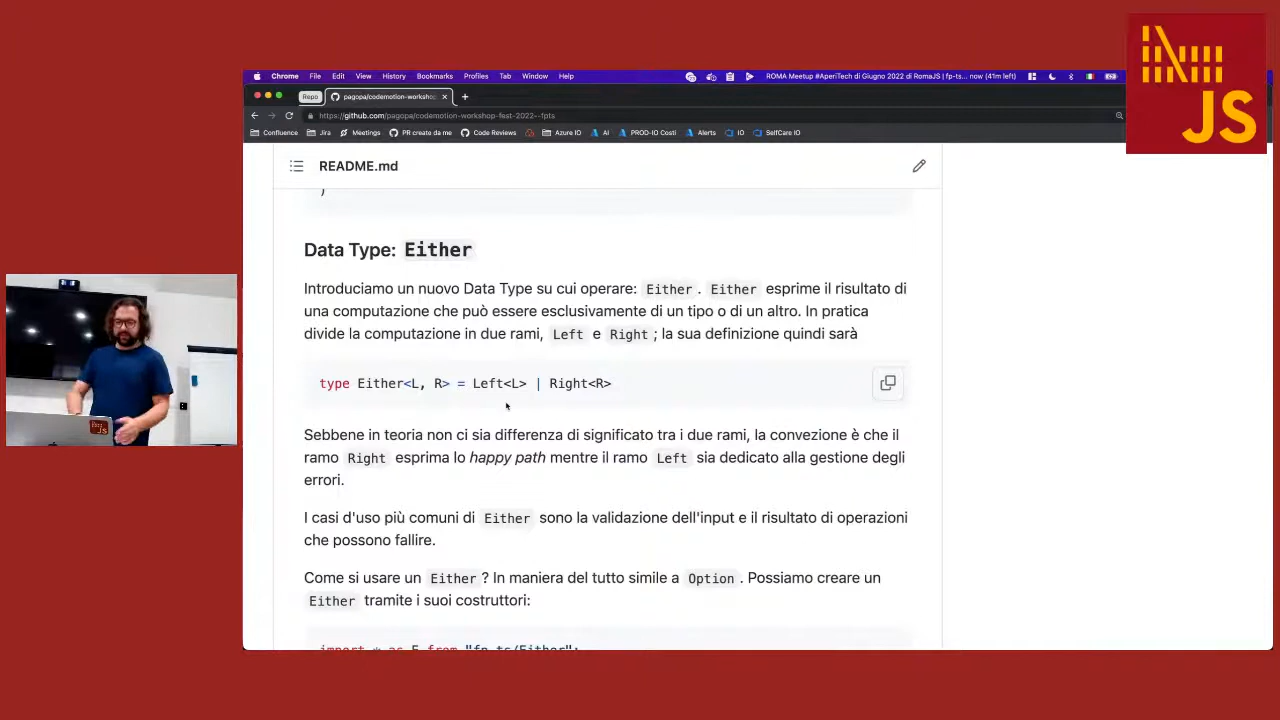 Chrome File Edit View History Bookmarks Profiles Tab Window Help
ROMA Meetup #AperiTech di Giugno 2022 di RomaJS | fp-ts... now (41m left)
Repo
pagopa/codemotion-worksho
https://github.com/pagopa/codemotion-workshop-fest-2022--fpts
Confluence Jira Meetings PR create da me Code Reviews Azure IO AI PROD-IO Costi Alerts IO SelfCare IO
JS
README.md
)
Data Type: Either
Introduciamo un nuovo Data Type su cui operare: Either. Either esprime il risultato di
una computazione che può essere esclusivamente di un tipo o di un altro. In pratica
divide la computazione in due rami, Left e Right; la sua definizione quindi sarà
type Either<L, R> = Left<L> | Right<R>
Sebbene in teoria non ci sia differenza di significato tra i due rami, la convezione è che il
ramo Right esprima lo happy path mentre il ramo Left sia dedicato alla gestione degli
errori.
I casi d'uso più comuni di Either sono la validazione dell'input e il risultato di operazioni
che possono fallire.
Come si usare un Either? In maniera del tutto simile a Option. Possiamo creare un
Either tramite i suoi costruttori:
import * as E from "fp-ts/Either";